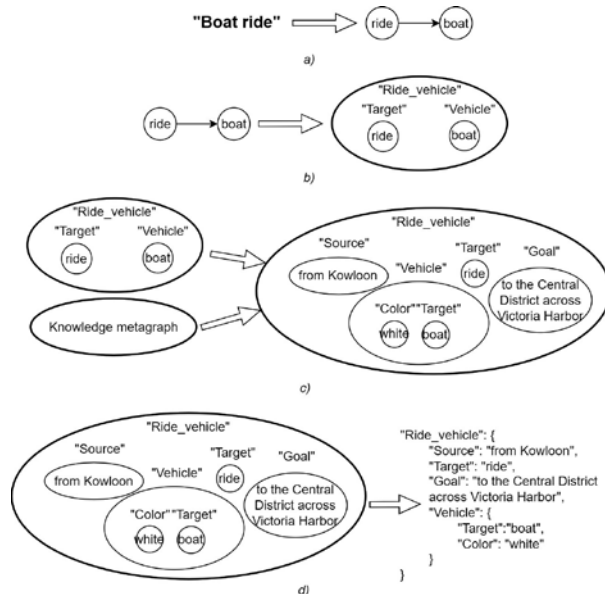 "Boat ride"
ride
boat
a)
ride
boat
"Ride_vehicle"
"Target"
"Vehicle"
ride
boat
b)
"Ride_vehicle"
"Target"
"Vehicle"
ride
boat
Knowledge metagraph
"Ride_vehicle"
"Source"
"Target"
"Goal"
from Kowloon
"Vehicle"
ride
to the Central
District across
Victoria Harbor
"Color""Target"
white
boat
c)
"Ride_vehicle"
"Source"
"Target"
"Goal"
from Kowloon
"Vehicle"
ride
to the Central
District across
Victoria Harbor
"Color""Target"
white
boat
"Ride_vehicle": {
"Source": "from Kowloon",
"Target": "ride",
"Goal": "to the Central District
across Victoria Harbor",
"Vehicle": {
"Target":"boat",
"Color": "white"
}
}
d)